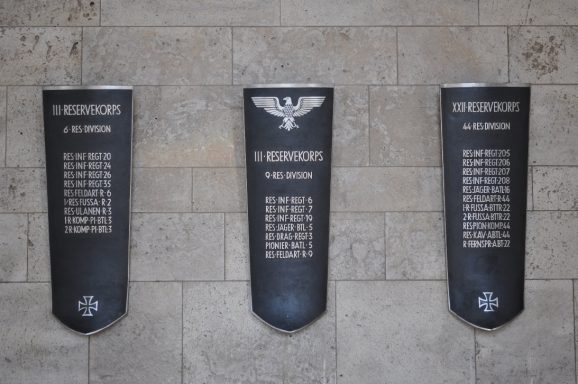 III·RESERVEKORPS
6·RES·DIVISION
RES·INF·REGT·20
RES·INF·REGT·24
RES·INF·REGT·26
RES·INF·REGT·35
RES·FELDART·R·6
1/RES·FUSSA·R·2
RES·ULANEN·R·3
1·R·KOMP·PI·BTL·3
2·R·KOMP·PI·BTL·3
III·RESERVEKORPS
9·RES·DIVISION
RES·INF·REGT·6
RES·INF·REGT·7
RES·INF·REGT·19
RES·JÄGER·BTL·5
RES·DRAG·REGT·3
PIONIER·BATL·5
RES·FELDART·R·9
XXII·RESERVEKORPS
44·RES·DIVISION
RES·INF·REGT·205
RES·INF·REGT·206
RES·INF·REGT·207
RES·INF·REGT·208
RES·JÄGER·BATL·16
RES·FELDART·R·44
1·R·FUSSA·BTTR·22
2·R·FUSSA·BTTR·22
RES·PION·KOMP·44
RES·KAV·ABTL·44
R·FERNSPR·ABT·22